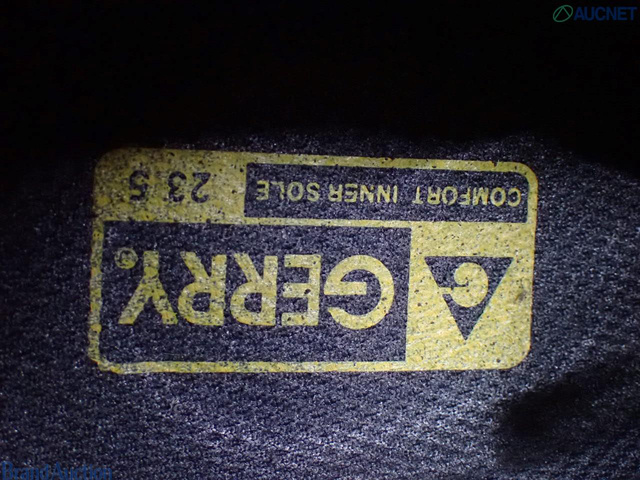 AUCNET
GERRY®
G
COMFORT INNER SOLE 23.5
Brand Auction